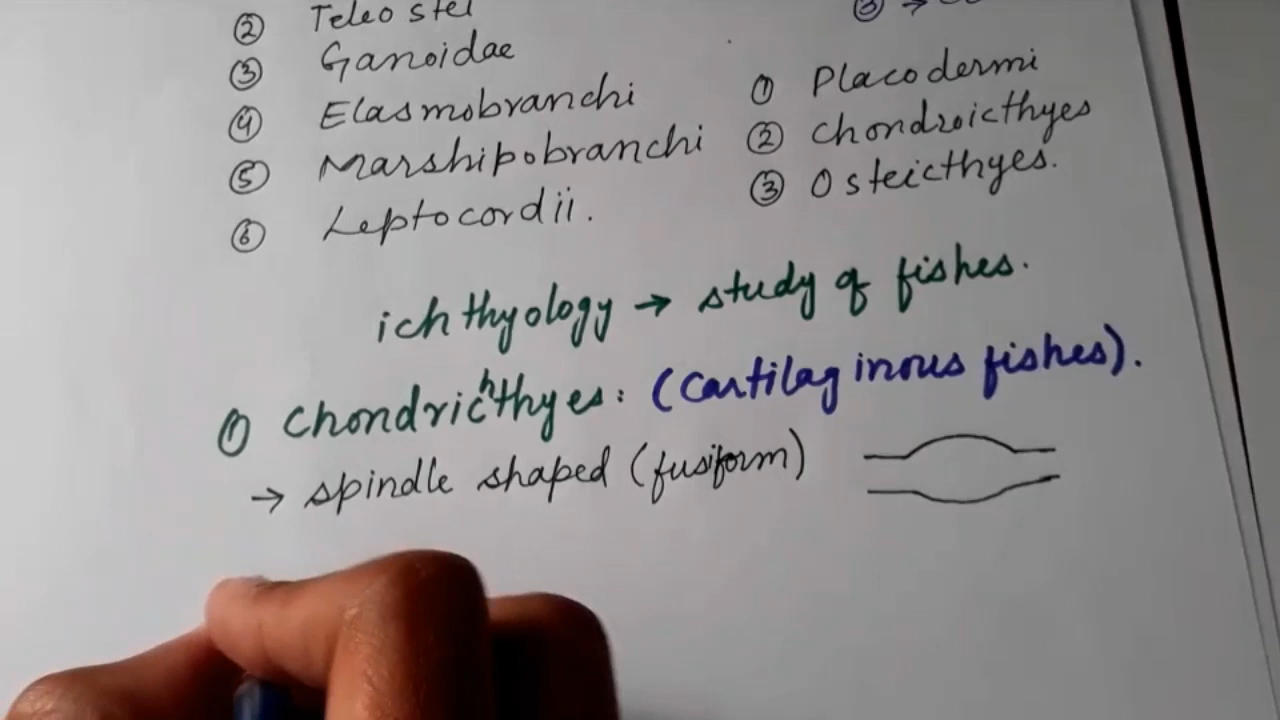 ② Teleostei
③ Ganoidae
④ Elasmobranchi
⑤ Marshipobranchi
⑥ Leptocordii.
③ →
① Placodermi
② Chondroicthyes
③ Osteicthyes.
ichthyology → study of fishes.
① Chondrichthyes: (Cartilaginous fishes).
→ spindle shaped (fusiform)